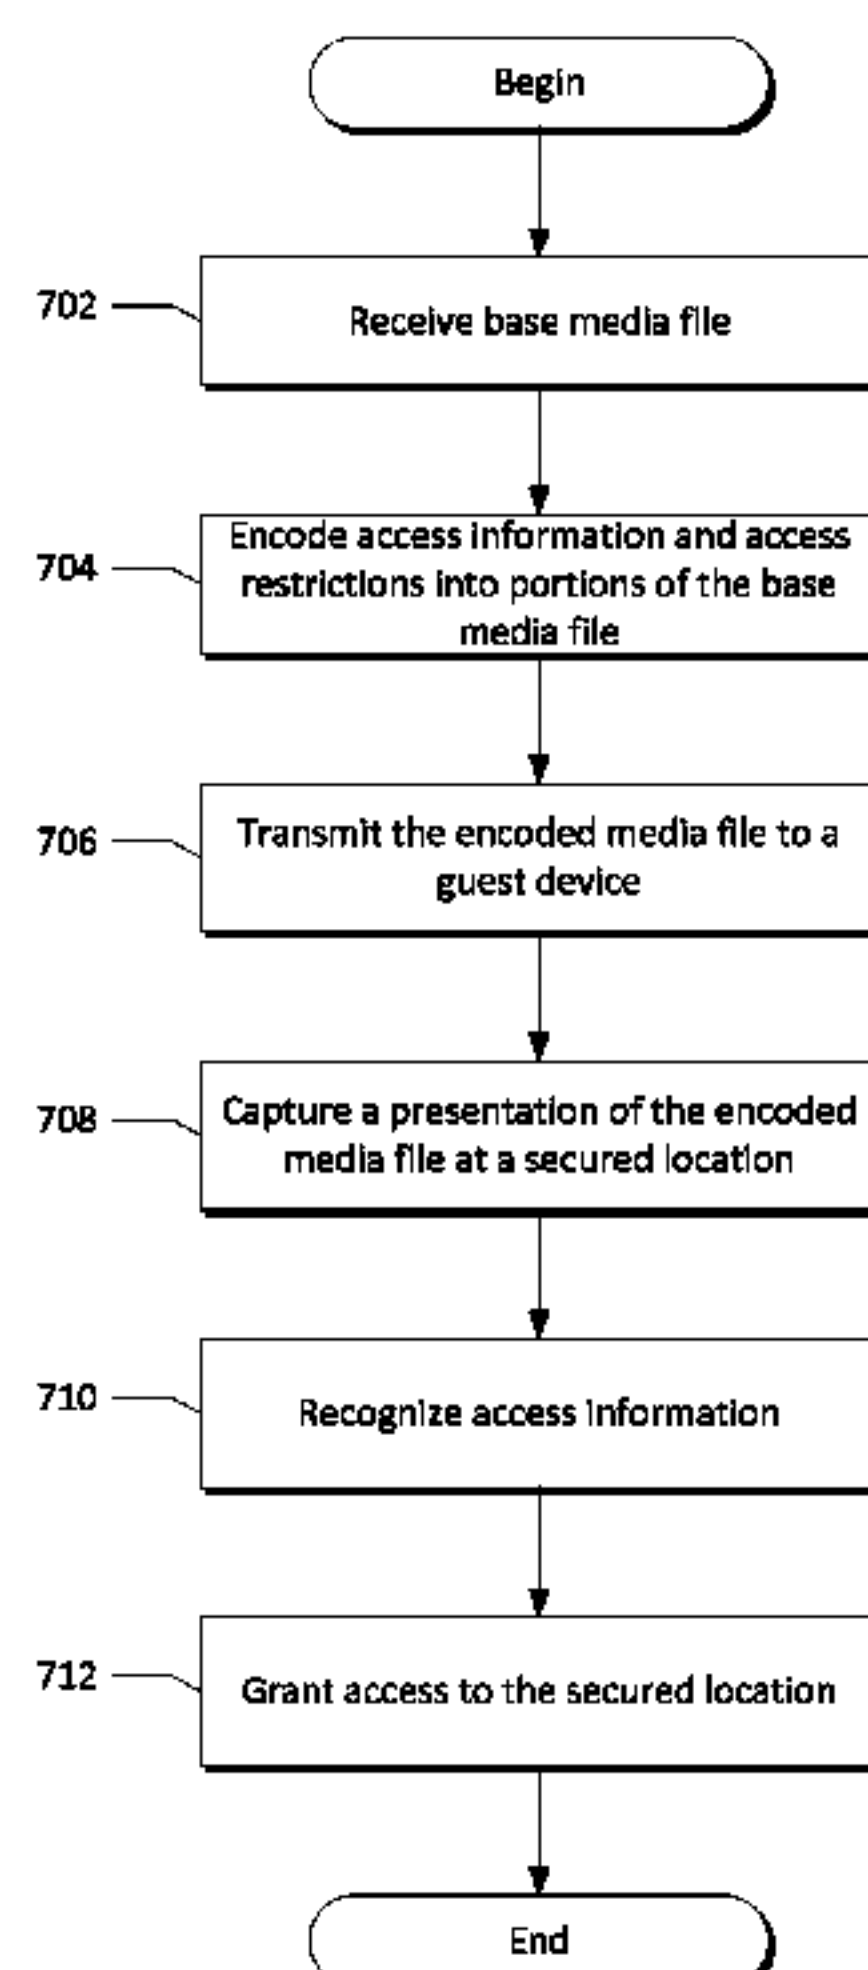 Begin
702
Receive base media file
704
Encode access information and access
restrictions into portions of the base
media file
706
Transmit the encoded media file to a
guest device
708
Capture a presentation of the encoded
media file at a secured location
710
Recognize access information
712
Grant access to the secured location
End